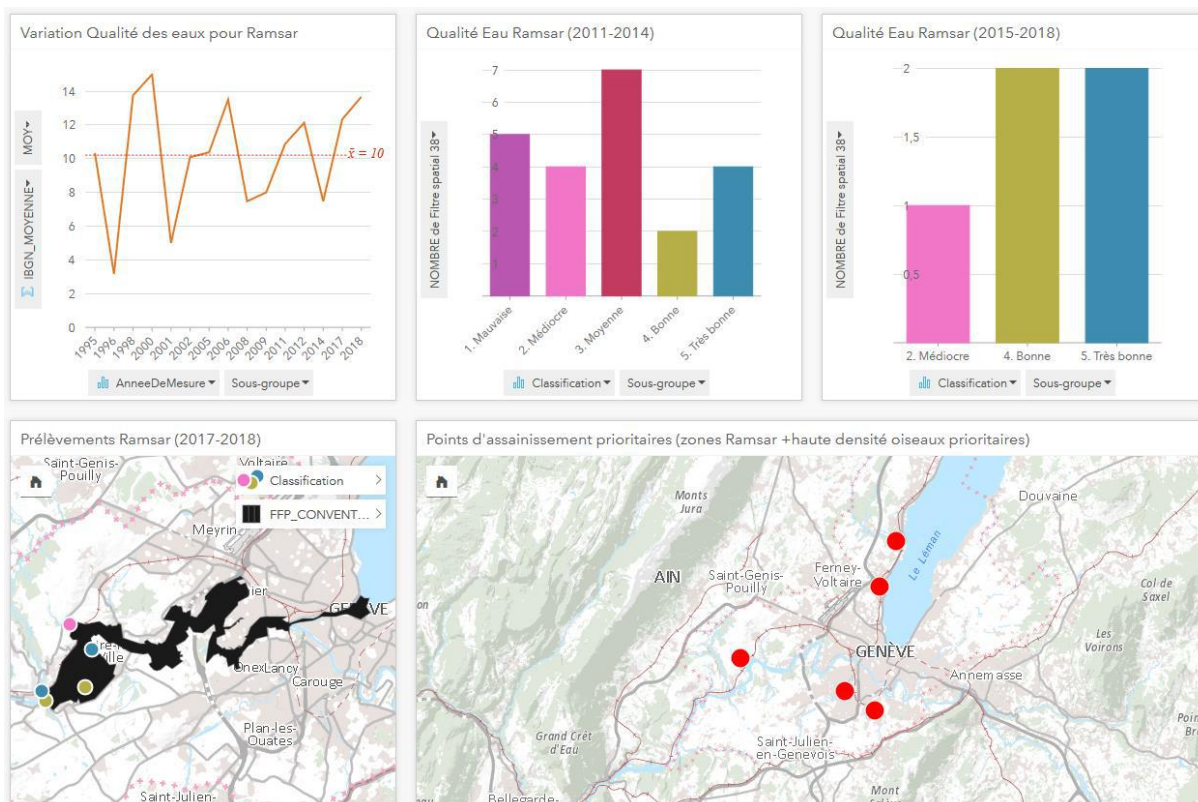 Variation Qualité des eaux pour Ramsar
MOY
IBGN_MOYENNE
14
12
10
8
6
4
2
0
x̄ = 10
1995
1996
1998
2000
2001
2002
2005
2006
2008
2009
2011
2012
2014
2017
2018
AnneeDeMesure
Sous-groupe
Qualité Eau Ramsar (2011-2014)
NOMBRE de Filtre spatial 38
7
6
5
4
3
2
1
1. Mauvaise
2. Médiocre
3. Moyenne
4. Bonne
5. Très bonne
Classification
Sous-groupe
Qualité Eau Ramsar (2015-2018)
NOMBRE de Filtre spatial 38
2
1,5
1
0,5
2. Médiocre
4. Bonne
5. Très bonne
Classification
Sous-groupe
Prélèvements Ramsar (2017-2018)
Saint-Genis-
Pouilly
Voltaire
Classification
FFP_CONVENT...
Meyrin
ier
GE
VE
re-
Ville
Onex
Lancy
Carouge
Plan-les-
Ouates
Saint-Julien-
Points d'assainissement prioritaires (zones Ramsar +haute densité oiseaux prioritaires)
Monts
Jura
Douvaine
Le Léman
AIN
Saint-Genis-
Pouilly
Ferney-
Voltaire
Col de
Saxel
on
GENÈVE
Les
Voirons
Annemasse
Grand Crêt
d'Eau
Saint-Julien-
en-Genevois
Bellegarde-
Mont